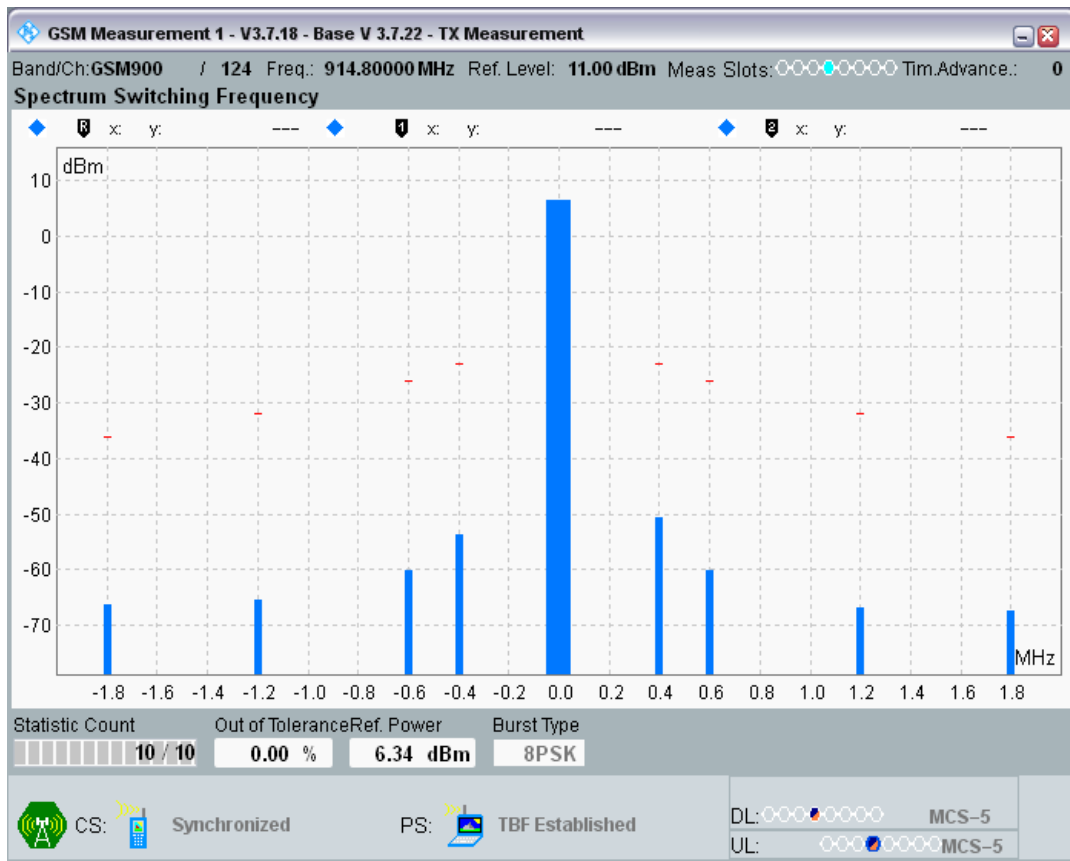 GSM Measurement 1 - V3.7.18 - Base V 3.7.22 - TX Measurement
Band/Ch:GSM900 / 124 Freq.: 914.80000 MHz Ref. Level: 11.00 dBm Meas Slots: Tim.Advance.: 0
Spectrum Switching Frequency
R x: y: --- 1 x: y: --- 2 x: y: ---
dBm
10
0
-10
-20
-30
-40
-50
-60
-70
MHz
-1.8 -1.6 -1.4 -1.2 -1.0 -0.8 -0.6 -0.4 -0.2 0.0 0.2 0.4 0.6 0.8 1.0 1.2 1.4 1.6 1.8
Statistic Count Out of Tolerance Ref. Power Burst Type
10 / 10 0.00 % 6.34 dBm 8PSK
CS: Synchronized PS: TBF Established
DL: MCS-5
UL: MCS-5